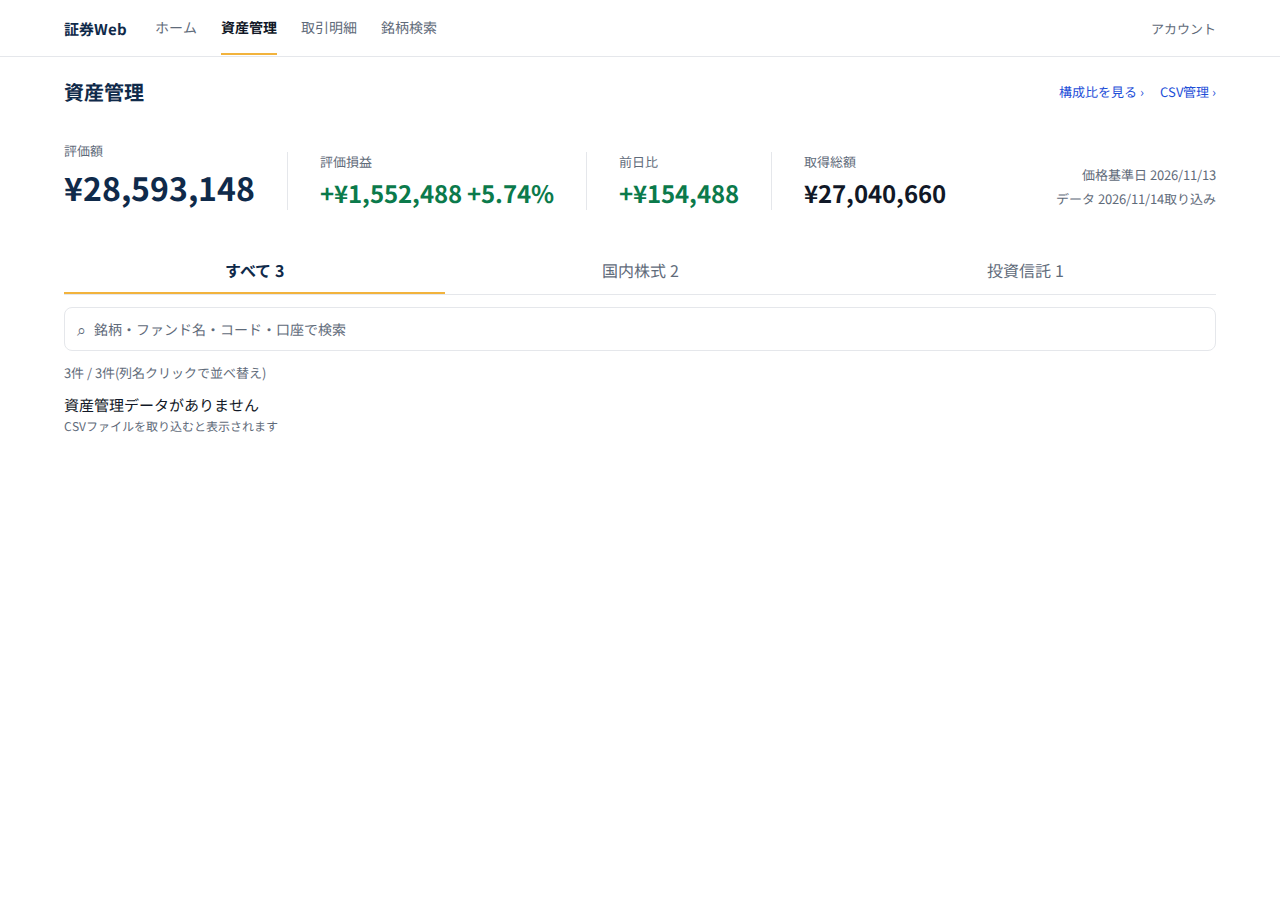 証券Web ホーム 資産管理 取引明細 銘柄検索 アカウント
資産管理 構成比を見る › CSV管理 ›
評価額 評価損益 前日比 取得総額
¥28,593,148 +¥1,552,488 +5.74% +¥154,488 ¥27,040,660
価格基準日 2026/11/13
データ 2026/11/14取り込み
すべて 3 国内株式 2 投資信託 1
⌕ 銘柄・ファンド名・コード・口座で検索
3件 / 3件(列名クリックで並べ替え)
資産管理データがありません
CSVファイルを取り込むと表示されます